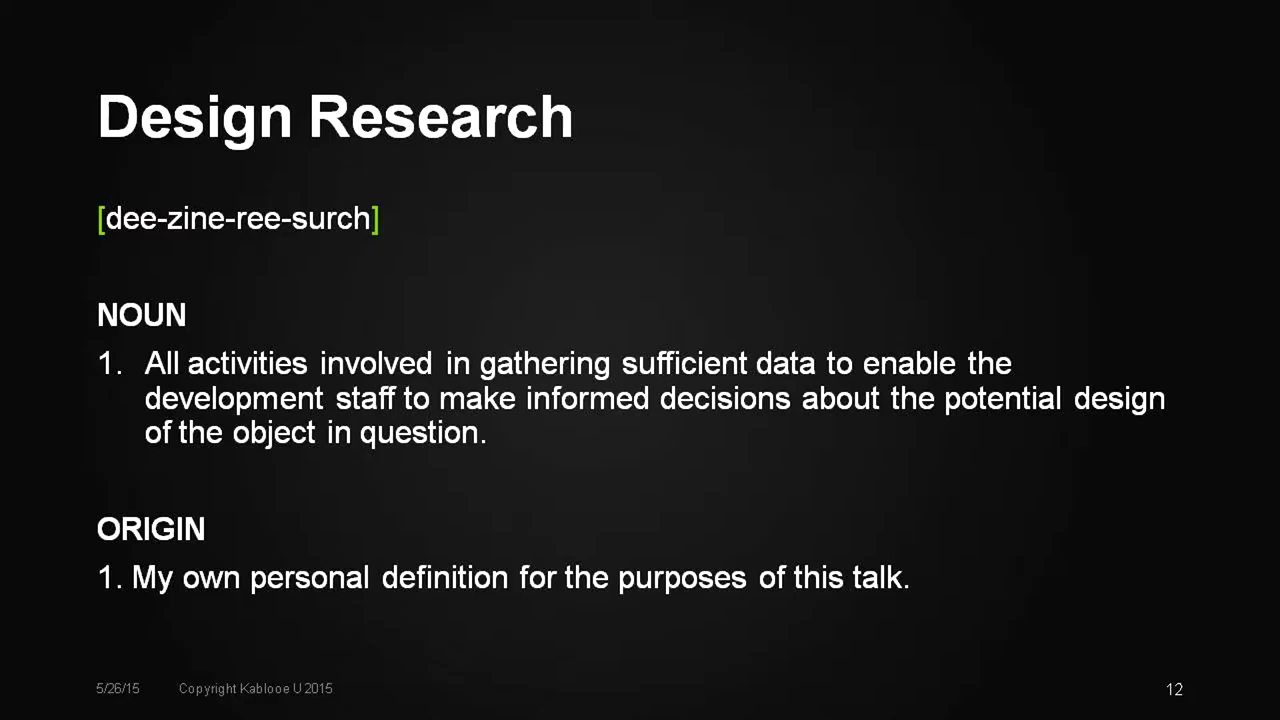 Design Research
[dee-zine-ree-surch]
NOUN
1. All activities involved in gathering sufficient data to enable the
development staff to make informed decisions about the potential design
of the object in question.
ORIGIN
1. My own personal definition for the purposes of this talk.
5/26/15 Copyright Kablooe U 2015 12